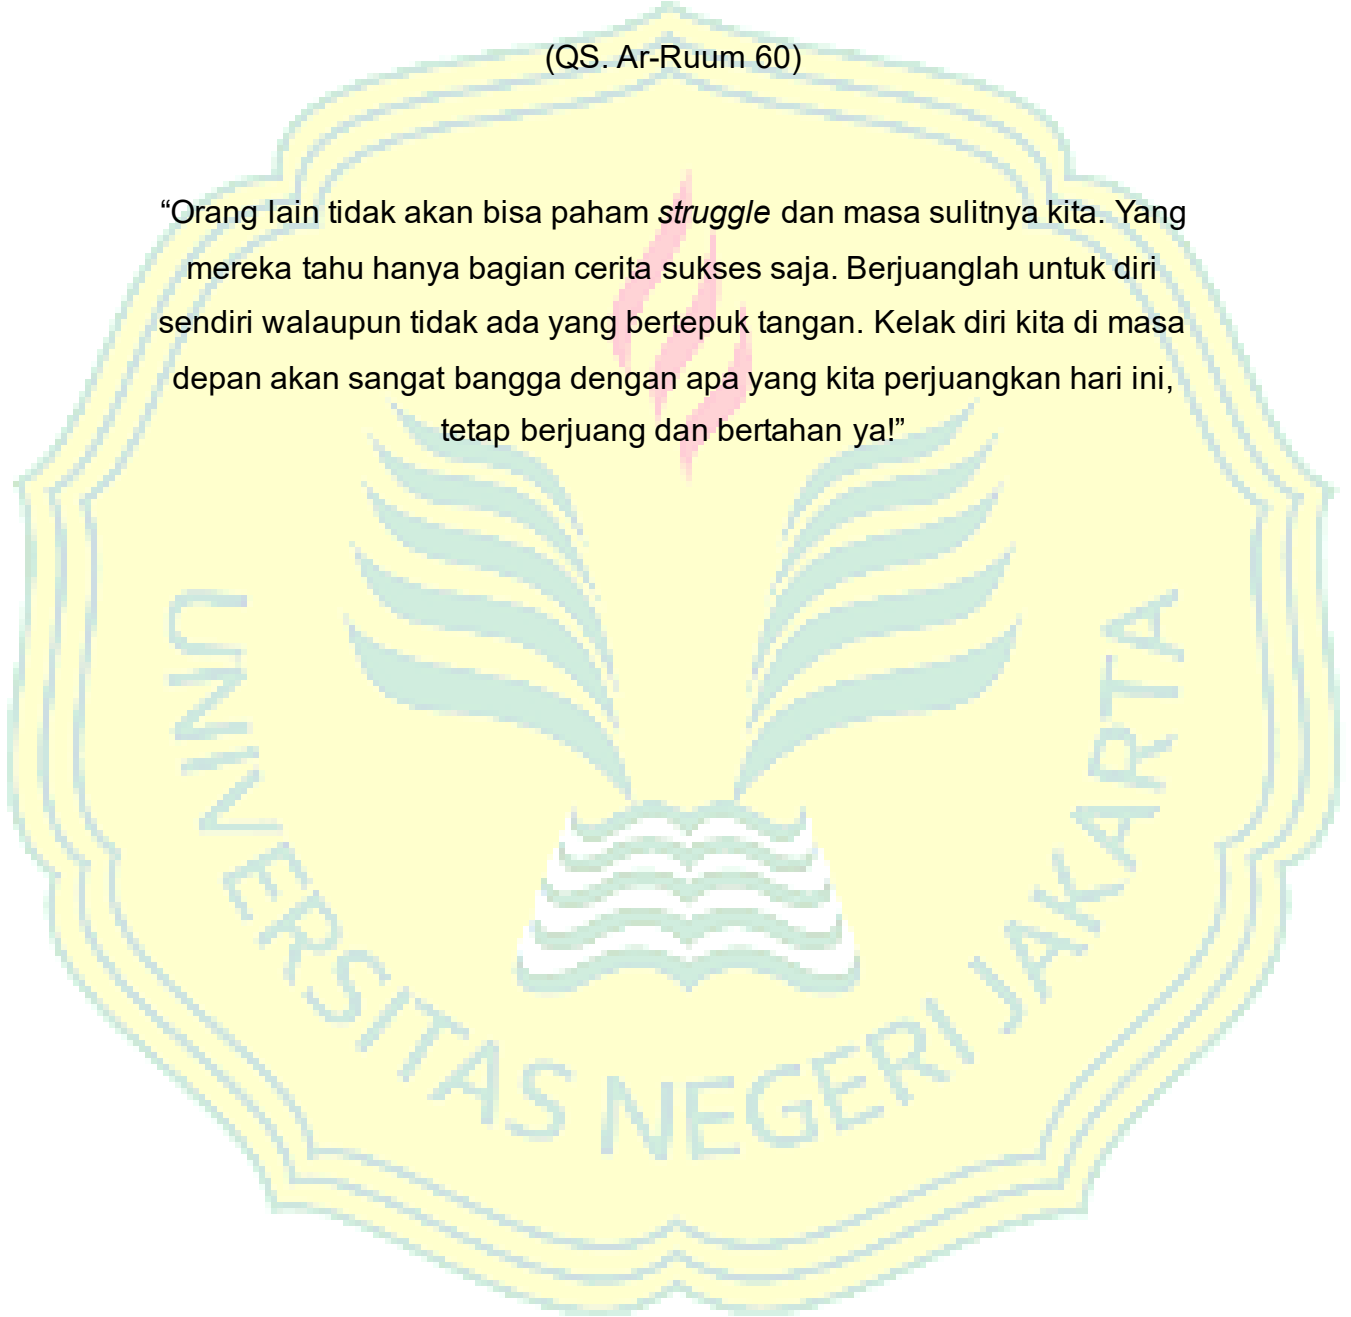 (QS. Ar-Ruum 60)
“Orang lain tidak akan bisa paham struggle dan masa sulitnya kita. Yang
mereka tahu hanya bagian cerita sukses saja. Berjuanglah untuk diri
sendiri walaupun tidak ada yang bertepuk tangan. Kelak diri kita di masa
depan akan sangat bangga dengan apa yang kita perjuangkan hari ini,
tetap berjuang dan bertahan ya!”
UNIVERSITAS NEGERI JAKARTA